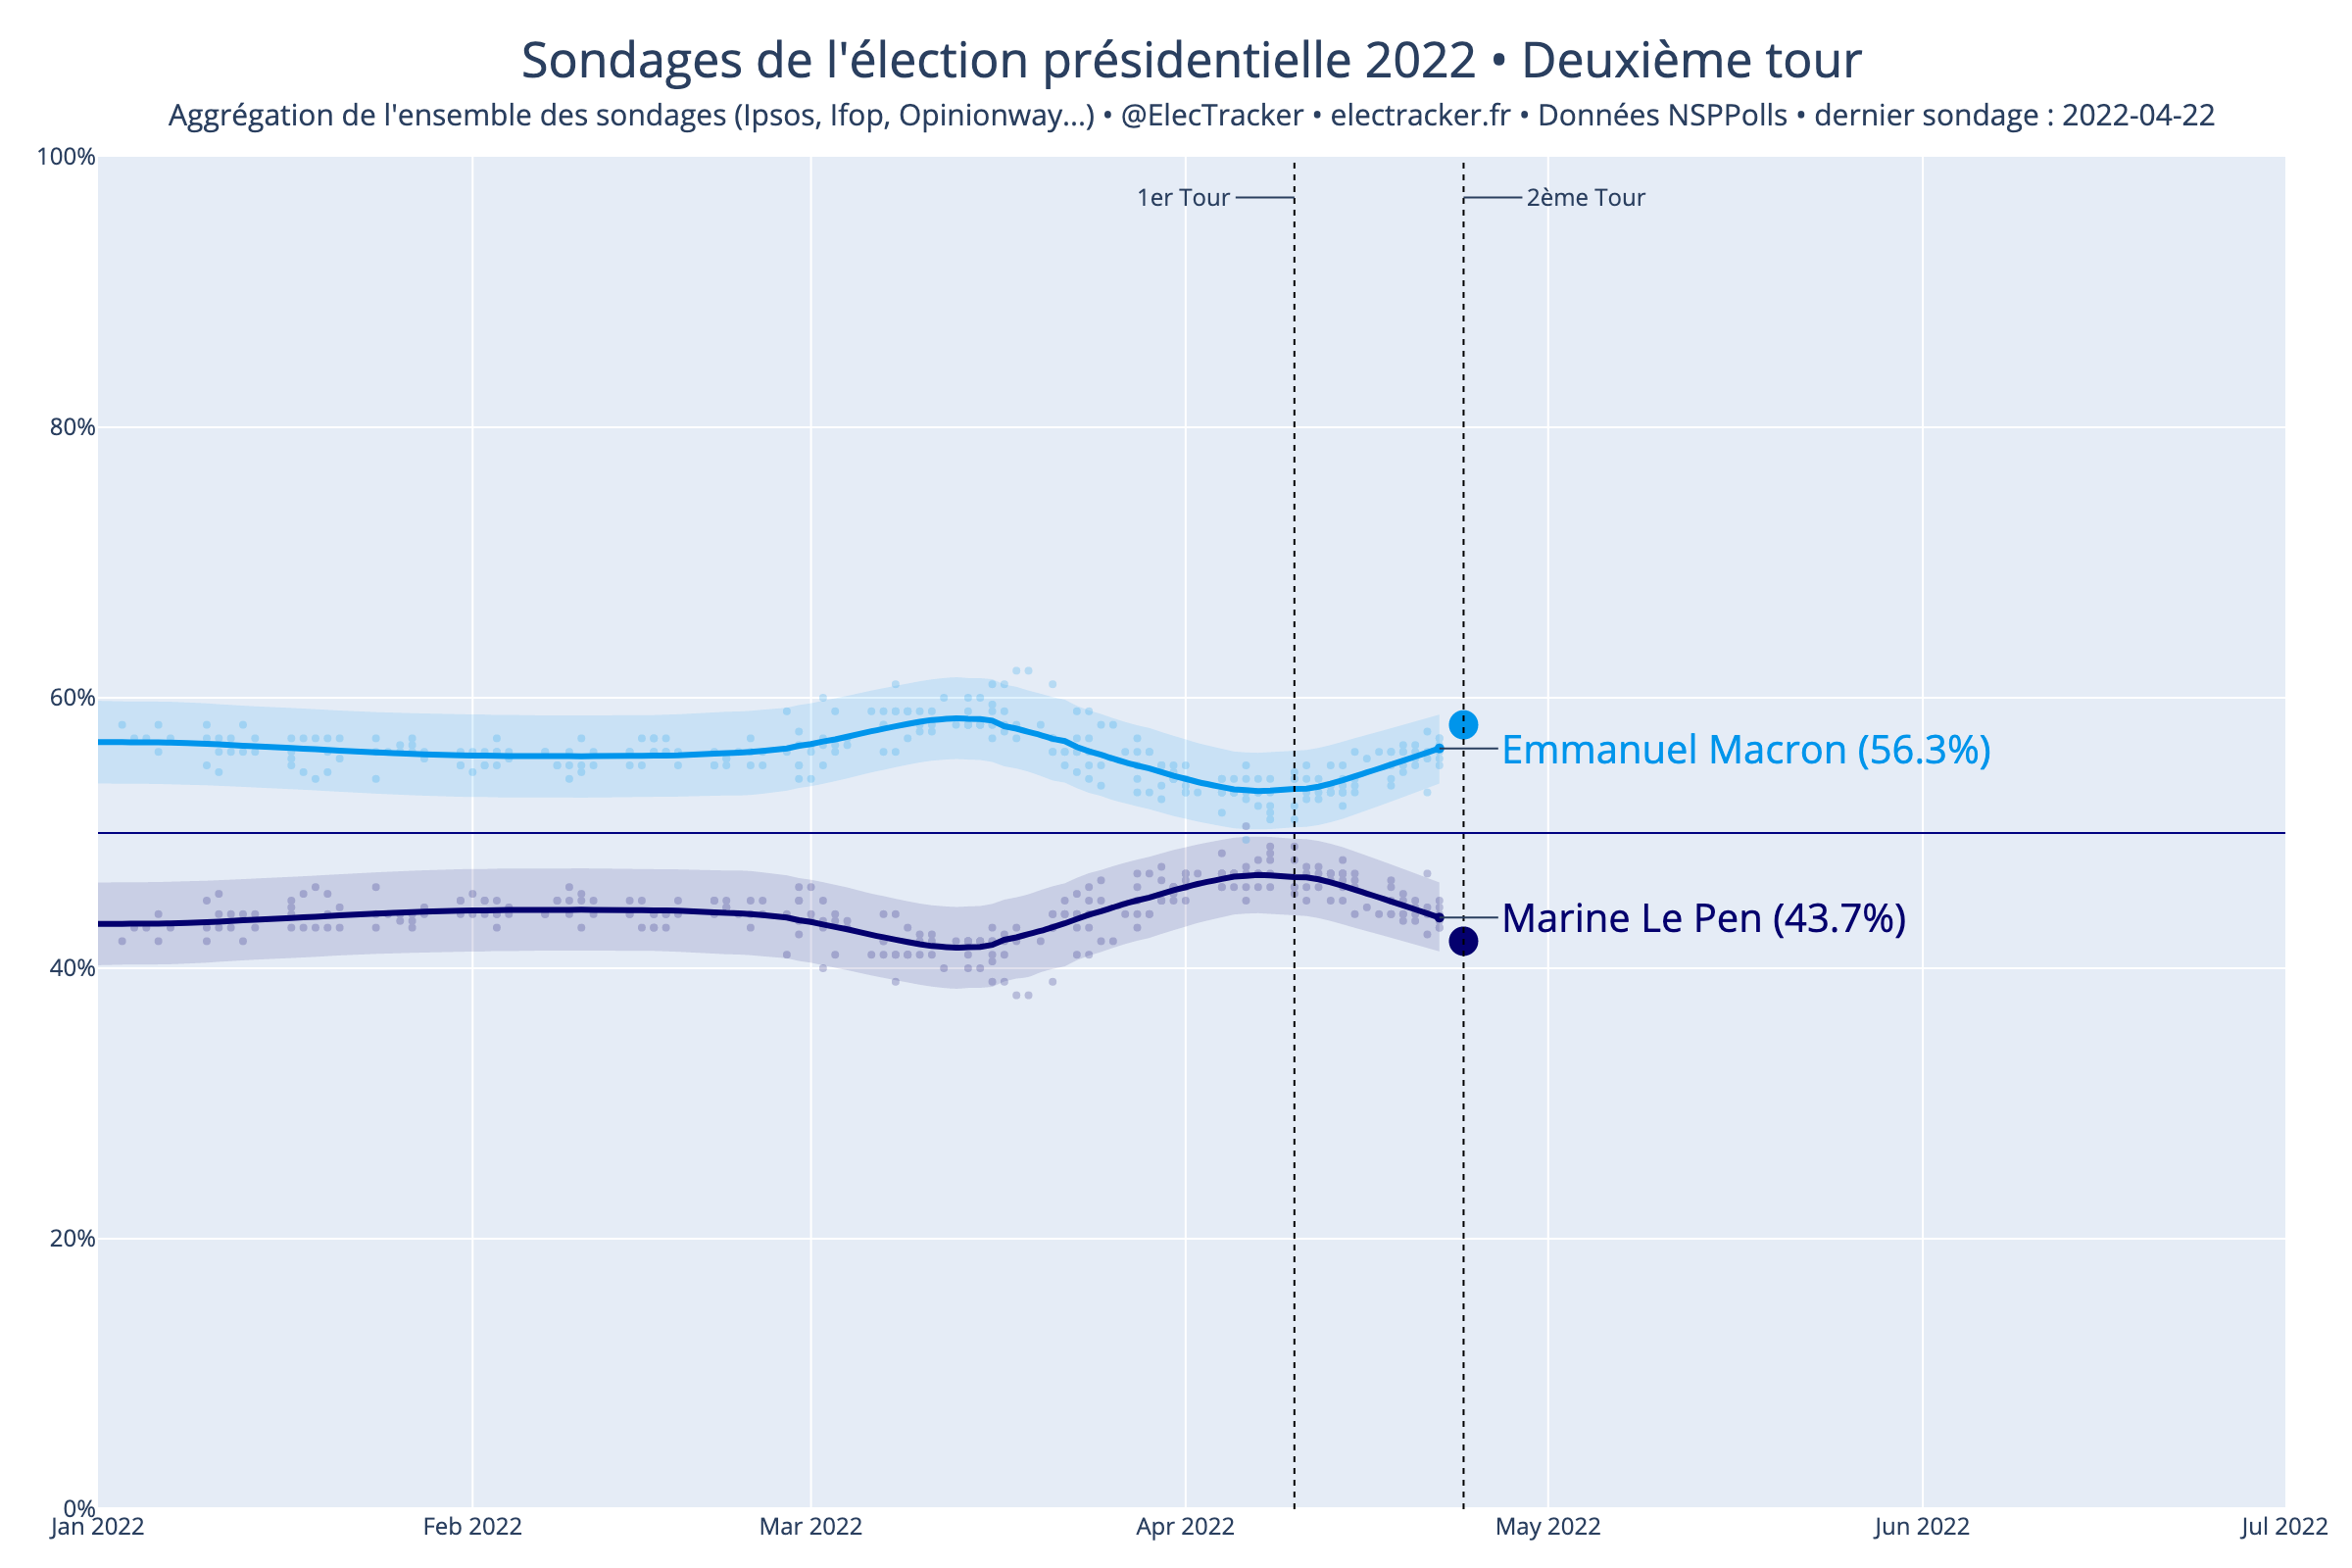 Sondages de l'élection présidentielle 2022 • Deuxième tour
Aggrégation de l'ensemble des sondages (Ipsos, Ifop, Opinionway...) • @ElecTracker • electracker.fr • Données NSPPolls • dernier sondage : 2022-04-22
100%
1er Tour
2ème Tour
80%
60%
Emmanuel Macron (56.3%)
Marine Le Pen (43.7%)
40%
20%
0%
Jan 2022
Feb 2022
Mar 2022
Apr 2022
May 2022
Jun 2022
Jul 2022